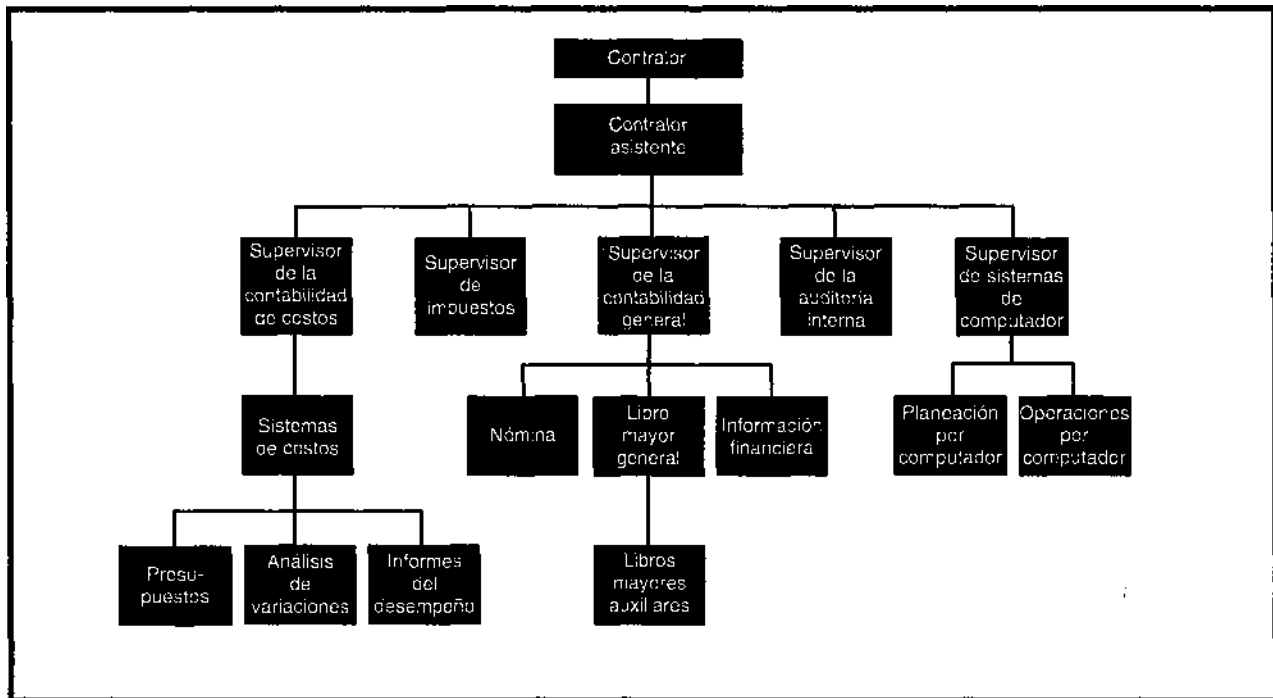 Contralor
Contralor
asistente
Supervisor
de la
contabilidad
de costos
Supervisor
de
impuestos
Supervisor
de la
contabilidad
general
Supervisor
de la
auditoría
interna
Supervisor
de sistemas
de
computador
Sistemas
de costos
Nómina
Libro
mayor
general
Información
financiera
Planeación
por
computador
Operaciones
por
computador
Presu-
puestos
Análisis
de
variaciones
Informes
del
desempeño
Libros
mayores
auxiliares